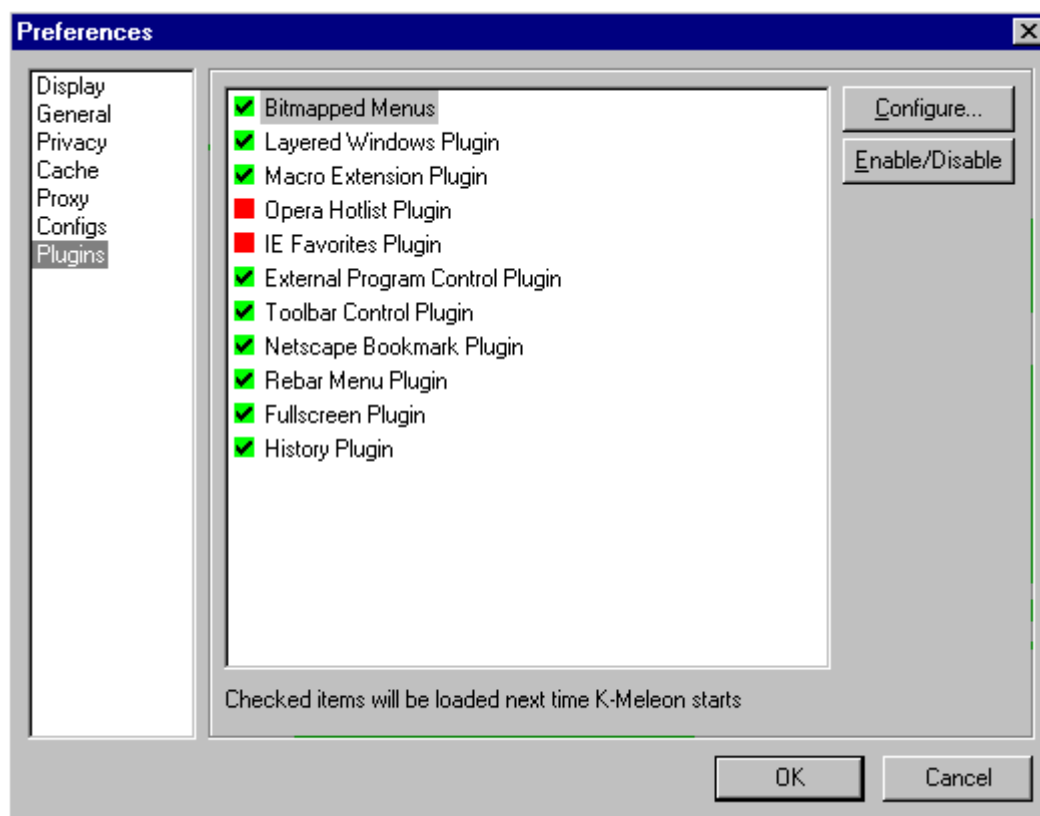 Preferences
Display
General
Privacy
Cache
Proxy
Configs
Plugins
Bitmapped Menus
Layered Windows Plugin
Macro Extension Plugin
Opera Hotlist Plugin
IE Favorites Plugin
External Program Control Plugin
Toolbar Control Plugin
Netscape Bookmark Plugin
Rebar Menu Plugin
Fullscreen Plugin
History Plugin
Configure...
Enable/Disable
Checked items will be loaded next time K-Meleon starts
OK
Cancel